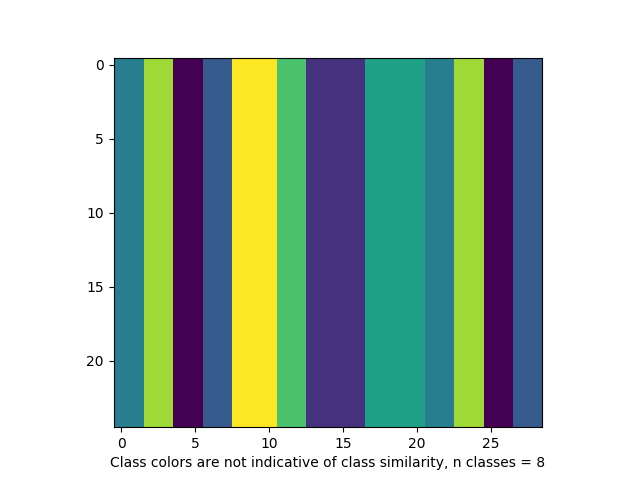 0
5
10
15
20
0 5 10 15 20 25
Class colors are not indicative of class similarity, n classes = 8